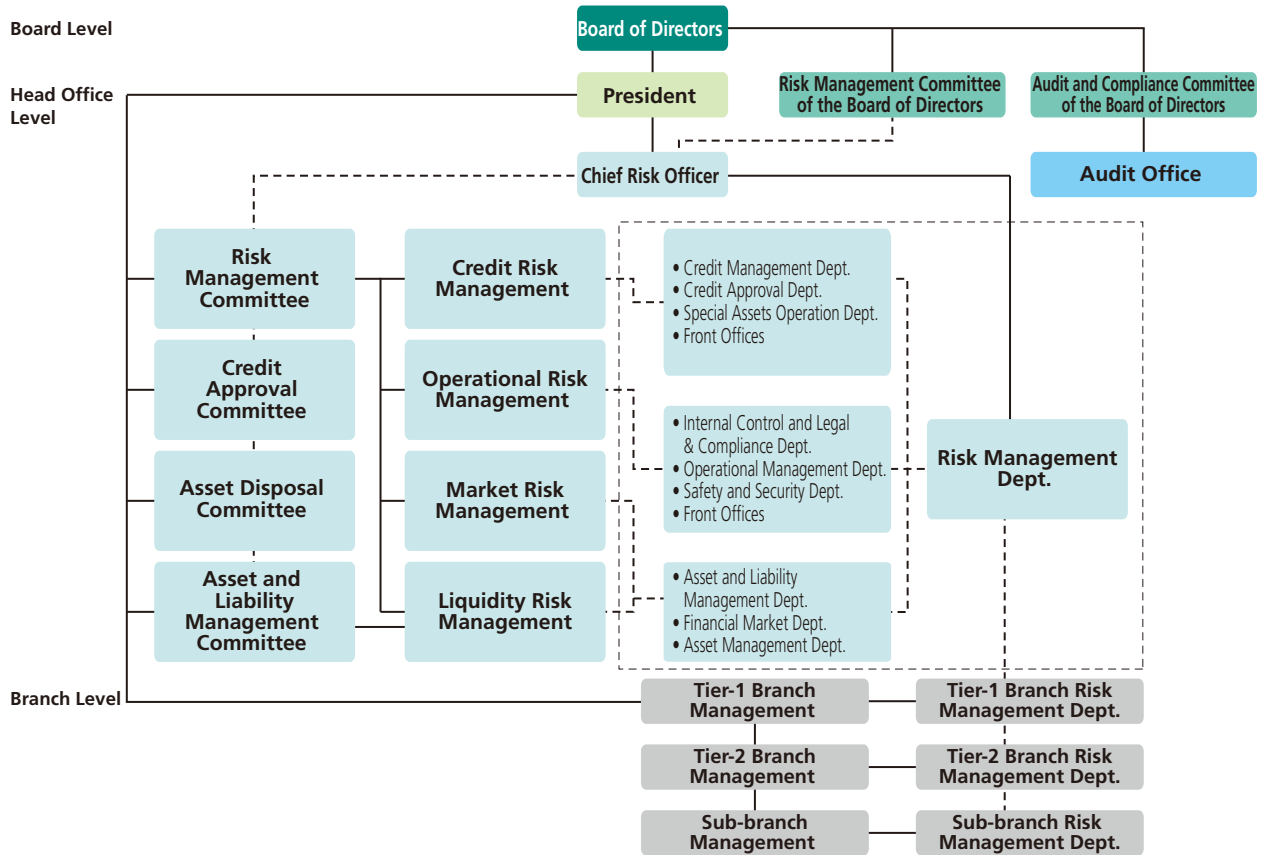 Board Level
Board of Directors
Head Office
Level
President
Risk Management Committee
of the Board of Directors
Audit and Compliance Committee
of the Board of Directors
Chief Risk Officer
Audit Office
Risk
Management
Committee
Credit Risk
Management
• Credit Management Dept.
• Credit Approval Dept.
• Special Assets Operation Dept.
• Front Offices
Credit
Approval
Committee
Operational Risk
Management
• Internal Control and Legal
& Compliance Dept.
• Operational Management Dept.
• Safety and Security Dept.
• Front Offices
Risk Management
Dept.
Asset Disposal
Committee
Market Risk
Management
Asset and
Liability
Management
Committee
Liquidity Risk
Management
• Asset and Liability
Management Dept.
• Financial Market Dept.
• Asset Management Dept.
Branch Level
Tier-1 Branch
Management
Tier-1 Branch Risk
Management Dept.
Tier-2 Branch
Management
Tier-2 Branch Risk
Management Dept.
Sub-branch
Management
Sub-branch Risk
Management Dept.